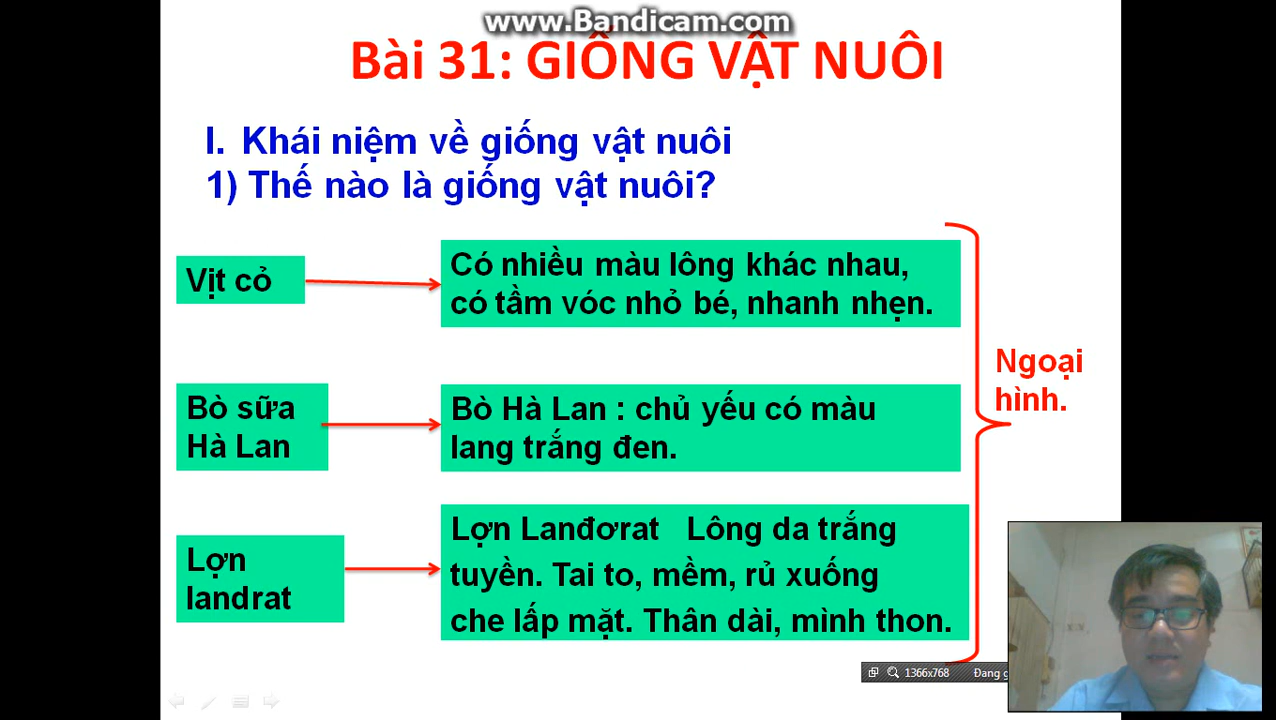 www.Bandicam.com
Bài 31: GIỐNG VẬT NUÔI
I. Khái niệm về giống vật nuôi
1) Thế nào là giống vật nuôi?
Vịt cỏ
Có nhiều màu lông khác nhau,
có tầm vóc nhỏ bé, nhanh nhẹn.
Bò sữa
Hà Lan
Bò Hà Lan : chủ yếu có màu
lang trắng đen.
Lợn
landrat
Lợn Lanđơrat Lông da trắng
tuyền. Tai to, mềm, rủ xuống
che lấp mặt. Thân dài, mình thon.
Ngoại
hình.
1366x768 Đang